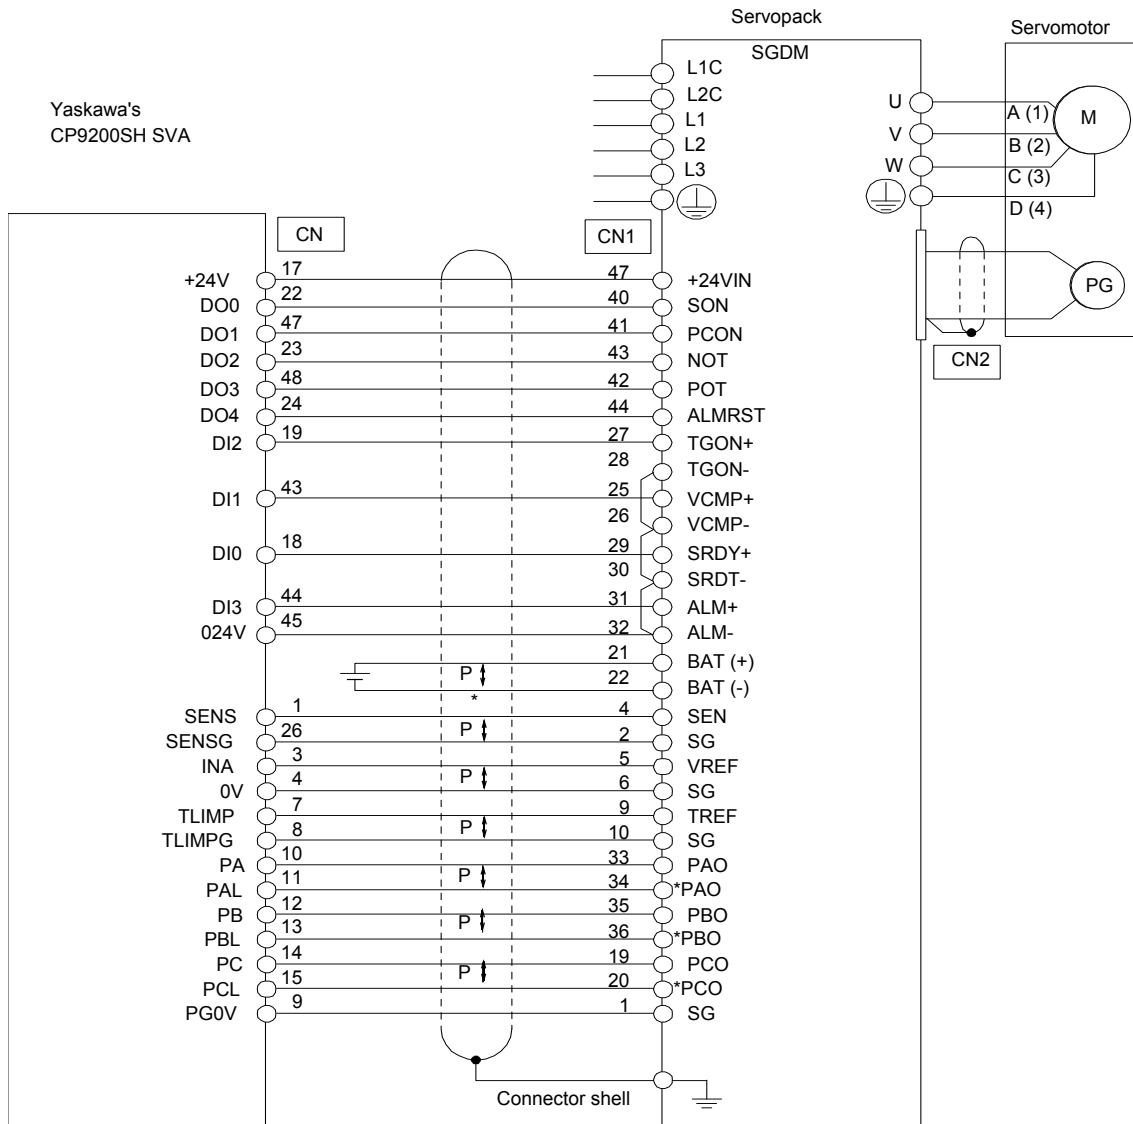 Servopack
Servomotor
SGDM
Yaskawa's
CP9200SH SVA
L1C
L2C
L1
L2
L3
U
V
W
A (1)
B (2)
C (3)
D (4)
M
PG
CN2
CN
CN1
+24V 17 47 +24VIN
DO0 22 40 SON
DO1 47 41 PCON
DO2 23 43 NOT
DO3 48 42 POT
DO4 24 44 ALMRST
DI2 19 27 TGON+
28 TGON-
DI1 43 25 VCMP+
26 VCMP-
DI0 18 29 SRDY+
30 SRDT-
DI3 44 31 ALM+
024V 45 32 ALM-
21 BAT (+)
P
22 BAT (-)
*
SENS 1 4 SEN
P
SENSG 26 2 SG
INA 3 5 VREF
P
0V 4 6 SG
TLIMP 7 9 TREF
P
TLIMPG 8 10 SG
PA 10 33 PAO
P
PAL 11 34 *PAO
PB 12 35 PBO
P
PBL 13 36 *PBO
PC 14 19 PCO
P
PCL 15 20 *PCO
PG0V 9 1 SG
Connector shell